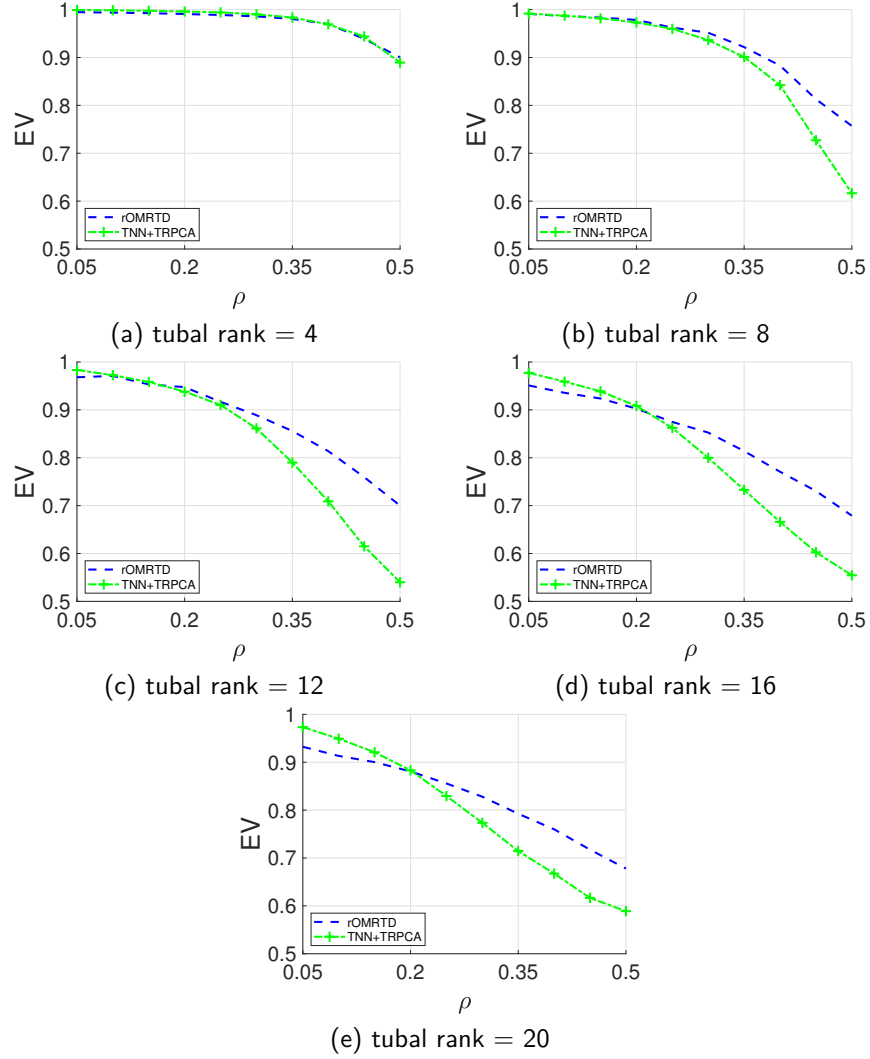 1
0.9
0.8
0.7
0.6
0.5
EV
rOMRTD
TNN+TRPCA
0.05 0.2 0.35 0.5
ρ
(a) tubal rank = 4
1
0.9
0.8
0.7
0.6
0.5
EV
rOMRTD
TNN+TRPCA
0.05 0.2 0.35 0.5
ρ
(b) tubal rank = 8
1
0.9
0.8
0.7
0.6
0.5
EV
rOMRTD
TNN+TRPCA
0.05 0.2 0.35 0.5
ρ
(c) tubal rank = 12
1
0.9
0.8
0.7
0.6
0.5
EV
rOMRTD
TNN+TRPCA
0.05 0.2 0.35 0.5
ρ
(d) tubal rank = 16
1
0.9
0.8
0.7
0.6
0.5
EV
rOMRTD
TNN+TRPCA
0.05 0.2 0.35 0.5
ρ
(e) tubal rank = 20